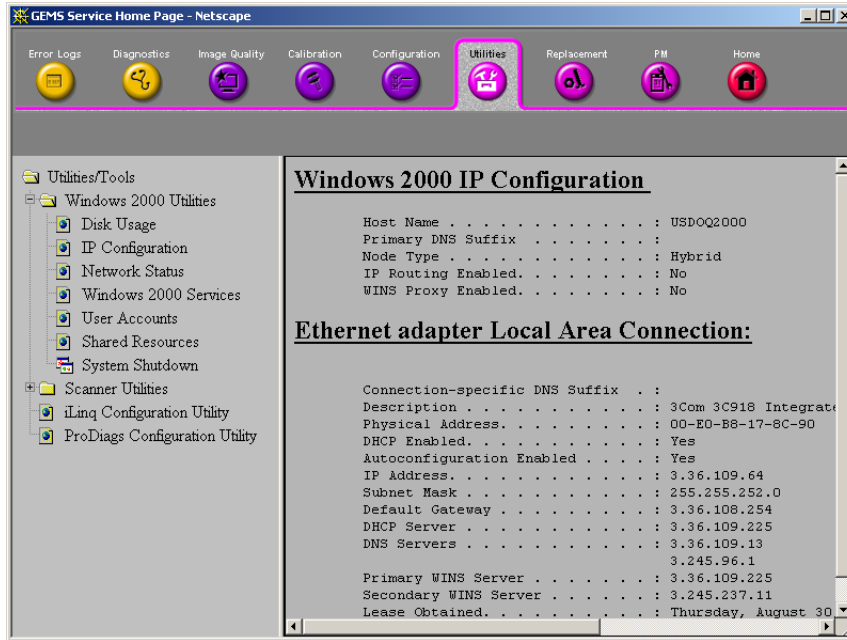 GEMS Service Home Page - Netscape
Error Logs Diagnostics Image Quality Calibration Configuration Utilities Replacement PM Home
Utilities/Tools
Windows 2000 Utilities
Disk Usage
IP Configuration
Network Status
Windows 2000 Services
User Accounts
Shared Resources
System Shutdown
Scanner Utilities
iLinq Configuration Utility
ProDiags Configuration Utility
Windows 2000 IP Configuration
Host Name . . . . . . . . . . . . : USDOQ2000
Primary DNS Suffix . . . . . . . :
Node Type . . . . . . . . . . . . : Hybrid
IP Routing Enabled. . . . . . . . : No
WINS Proxy Enabled. . . . . . . . : No
Ethernet adapter Local Area Connection:
Connection-specific DNS Suffix . :
Description . . . . . . . . . . . : 3Com 3C918 Integrate
Physical Address. . . . . . . . . : 00-E0-B8-17-8C-90
DHCP Enabled. . . . . . . . . . . : Yes
Autoconfiguration Enabled . . . . : Yes
IP Address. . . . . . . . . . . . : 3.36.109.64
Subnet Mask . . . . . . . . . . . : 255.255.252.0
Default Gateway . . . . . . . . . : 3.36.108.254
DHCP Server . . . . . . . . . . . : 3.36.109.225
DNS Servers . . . . . . . . . . . : 3.36.109.13
3.245.96.1
Primary WINS Server . . . . . . . : 3.36.109.225
Secondary WINS Server . . . . . . : 3.245.237.11
Lease Obtained. . . . . . . . . . : Thursday, August 30